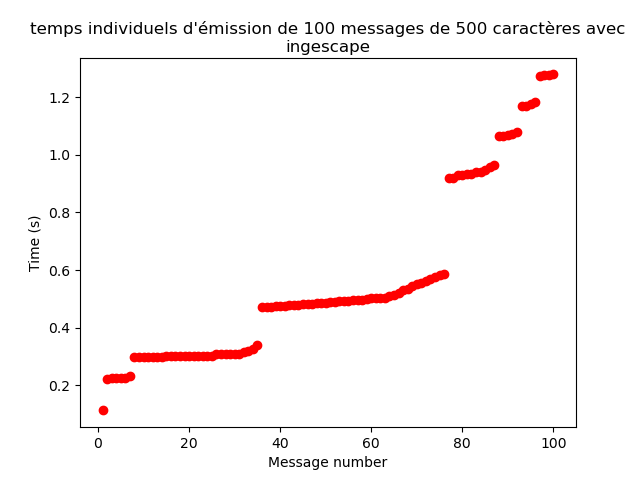 temps individuels d'émission de 100 messages de 500 caractères avec
ingescape
1.2
1.0
0.8
0.6
0.4
0.2
Time (s)
0 20 40 60 80 100
Message number